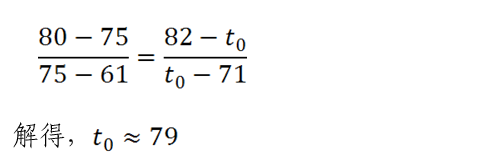 (80 − 75)/(75 − 61) = (82 − t₀)/(t₀ − 71)
解得，t₀ ≈ 79